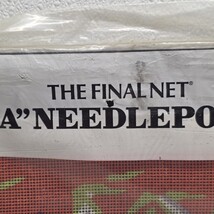 THE FINAL NET®
A” NEEDLEPO